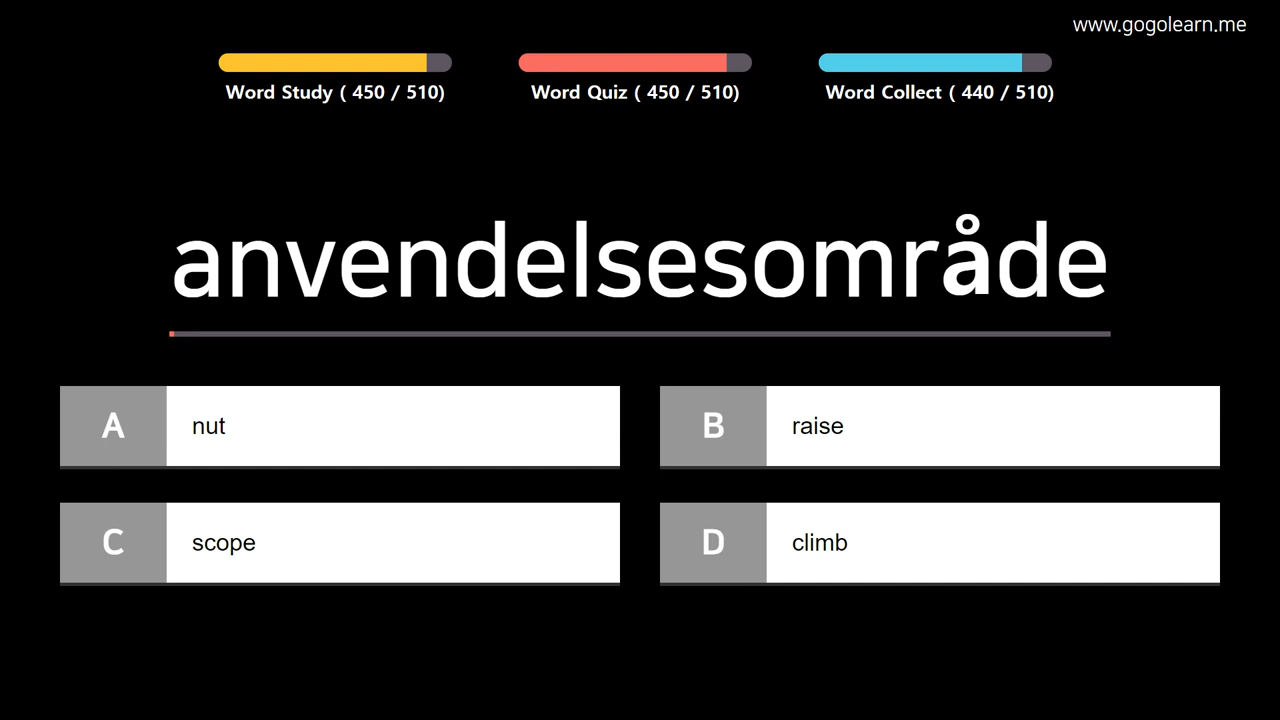 www.gogolearn.me
Word Study ( 450 / 510)
Word Quiz ( 450 / 510)
Word Collect ( 440 / 510)
anvendelsesområde
A nut
B raise
C scope
D climb